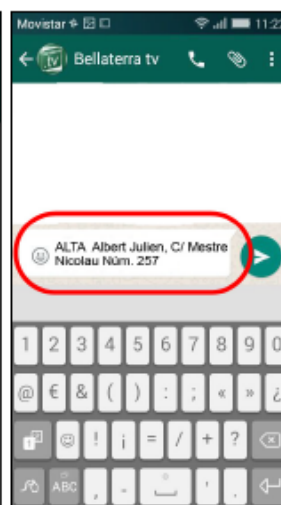 Movistar 11:22
Bellaterra tv
ALTA Albert Julien, C/ Mestre
Nicolau Núm. 257
1 2 3 4 5 6 7 8 9 0
@ € & ( ) : ; « » ¿
! ¡ = / + ?
ABC , - ' .